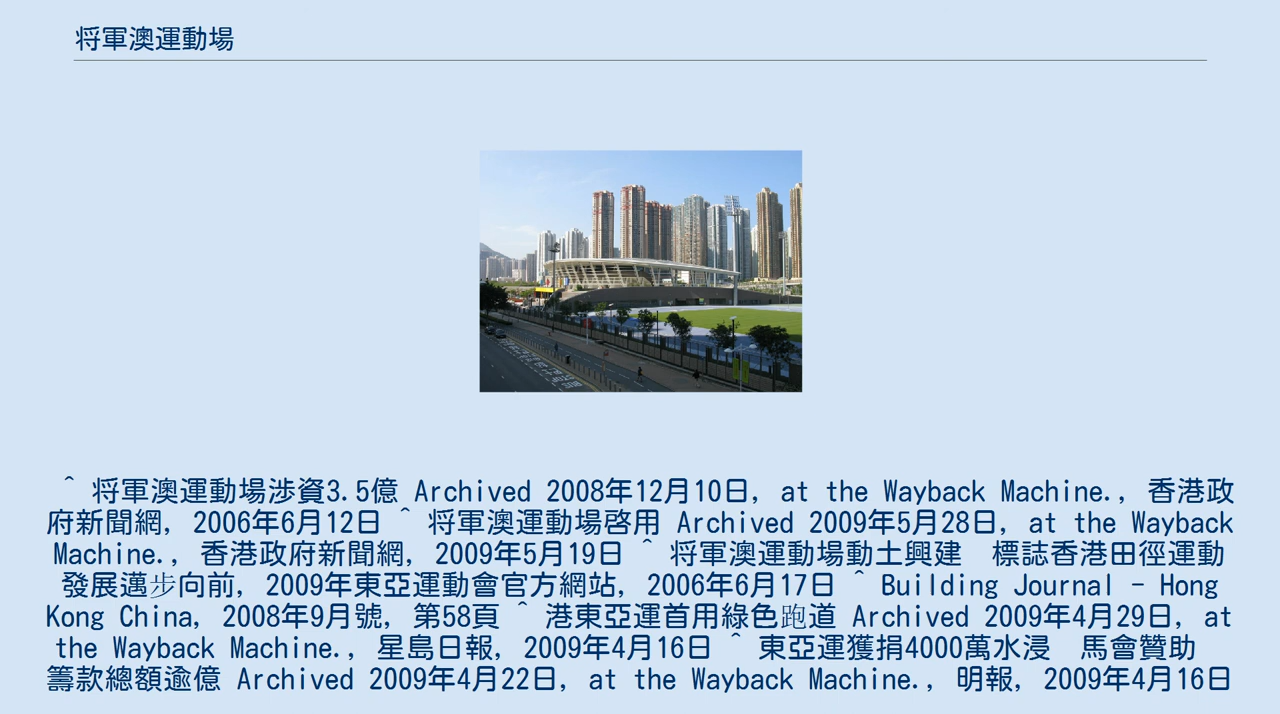 将軍澳運動場
^ 将軍澳運動場涉資3.5億 Archived 2008年12月10日, at the Wayback Machine., 香港政
府新聞網, 2006年6月12日 ^ 将軍澳運動場啓用 Archived 2009年5月28日, at the Wayback
Machine., 香港政府新聞網, 2009年5月19日 ^ 将軍澳運動場動土興建　標誌香港田徑運動
發展邁步向前, 2009年東亞運動會官方網站, 2006年6月17日 ^ Building Journal - Hong
Kong China, 2008年9月號, 第58頁 ^ 港東亞運首用綠色跑道 Archived 2009年4月29日, at
the Wayback Machine., 星島日報, 2009年4月16日 ^ 東亞運獲捐4000萬水浸　馬會贊助
籌款總額逾億 Archived 2009年4月22日, at the Wayback Machine., 明報, 2009年4月16日